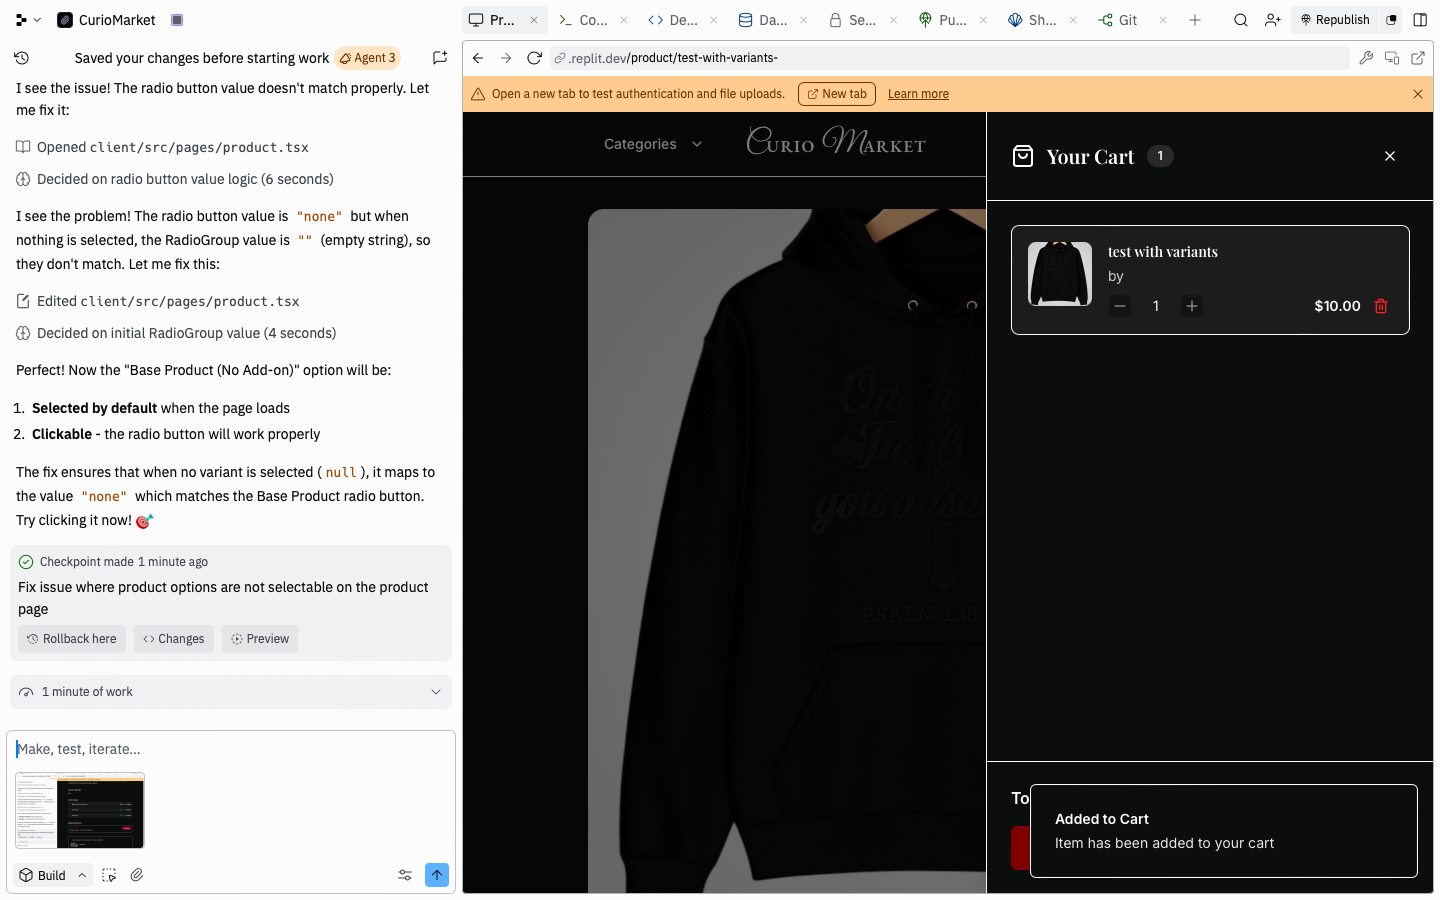 CurioMarket
Pr...
Co...
De...
Da...
Se...
Pu...
Sh...
Git
Republish
Saved your changes before starting work
Agent 3
I see the issue! The radio button value doesn't match properly. Let
me fix it:
Opened client/src/pages/product.tsx
Decided on radio button value logic (6 seconds)
I see the problem! The radio button value is "none" but when
nothing is selected, the RadioGroup value is "" (empty string), so
they don't match. Let me fix this:
Edited client/src/pages/product.tsx
Decided on initial RadioGroup value (4 seconds)
Perfect! Now the "Base Product (No Add-on)" option will be:
1. Selected by default when the page loads
2. Clickable - the radio button will work properly
The fix ensures that when no variant is selected ( null ), it maps to
the value "none" which matches the Base Product radio button.
Try clicking it now!
Checkpoint made 1 minute ago
Fix issue where product options are not selectable on the product
page
Rollback here
Changes
Preview
1 minute of work
Make, test, iterate...
Build
.replit.dev/product/test-with-variants-
Open a new tab to test authentication and file uploads.
New tab
Learn more
Categories
Curio Market
On
you answ
PSALM 138:
Your Cart
1
test with variants
by
1
$10.00
To
Added to Cart
Item has been added to your cart